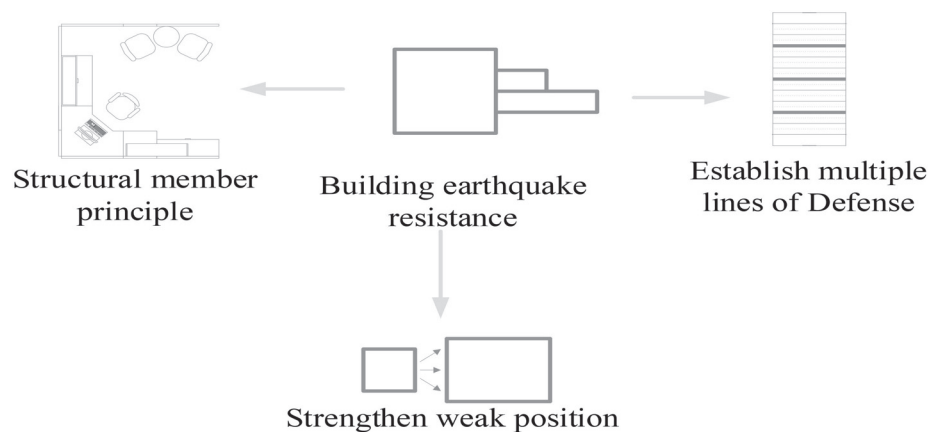 Structural member
principle
Building earthquake
resistance
Establish multiple
lines of Defense
Strengthen weak position